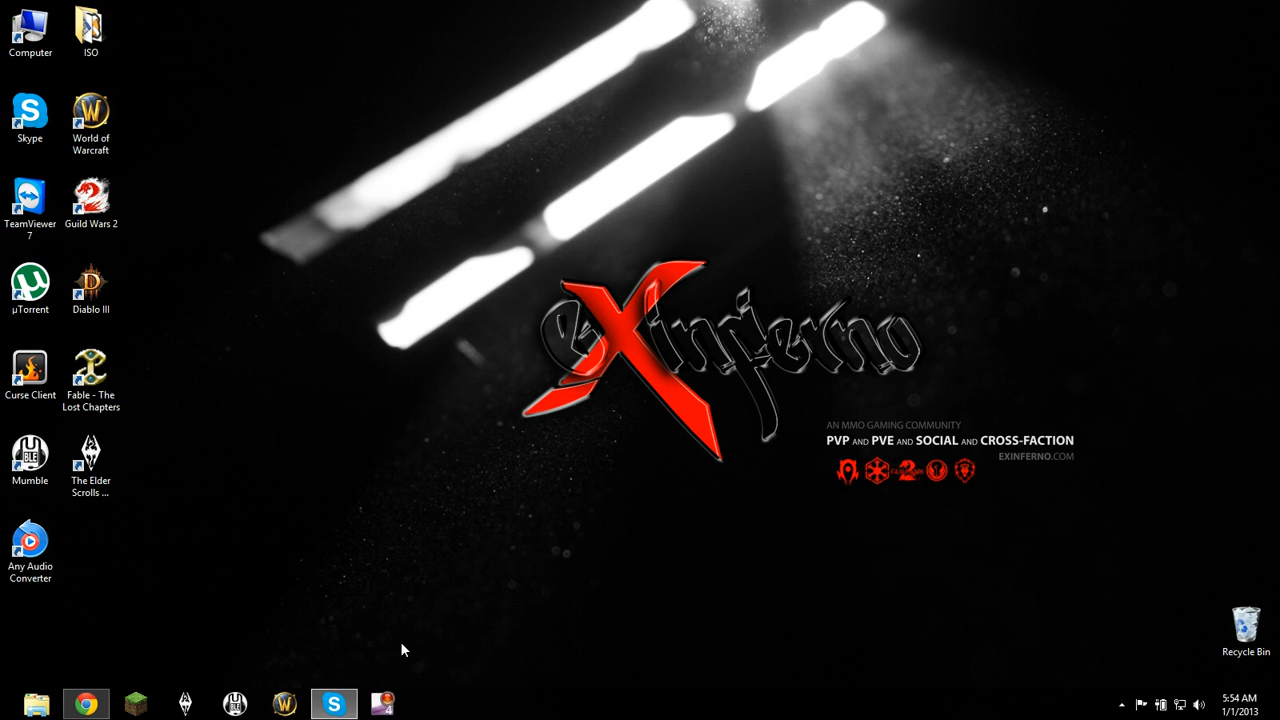 Computer
ISO
Skype
World of
Warcraft
TeamViewer
7
Guild Wars 2
µTorrent
Diablo III
Curse Client
Fable - The
Lost Chapters
Mumble
The Elder
Scrolls ...
Any Audio
Converter
eXinferno
AN MMO GAMING COMMUNITY
PVP AND PVE AND SOCIAL AND CROSS-FACTION
EXINFERNO.COM
Recycle Bin
5:54 AM
1/1/2013